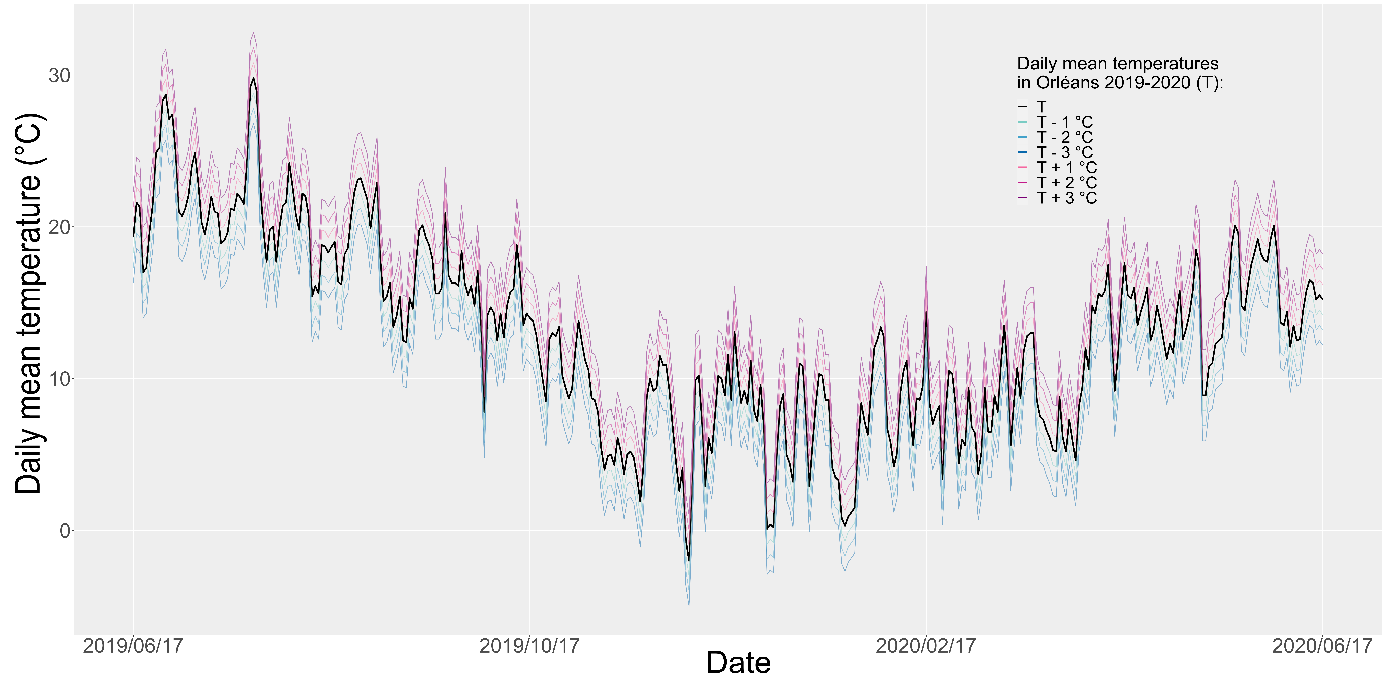 Daily mean temperature (°C)
30
20
10
0
Daily mean temperatures
in Orléans 2019-2020 (T):
T
T - 1 °C
T - 2 °C
T - 3 °C
T + 1 °C
T + 2 °C
T + 3 °C
2019/06/17
2019/10/17
2020/02/17
2020/06/17
Date